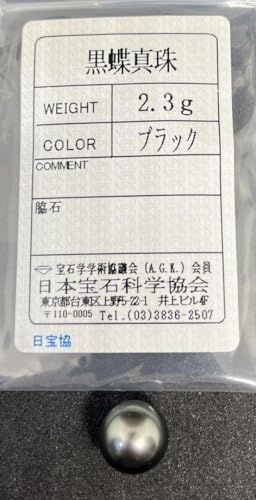 黒蝶真珠
WEIGHT 2.3g
COLOR ブラック
COMMENT
脇石
宝石学学術協議会 (A.G.K.) 会員
日本宝石科学協会
東京都台東区上野5-22-1 井上ビル4F
〒110-0005 Tel.(03)3836-2507
日宝協